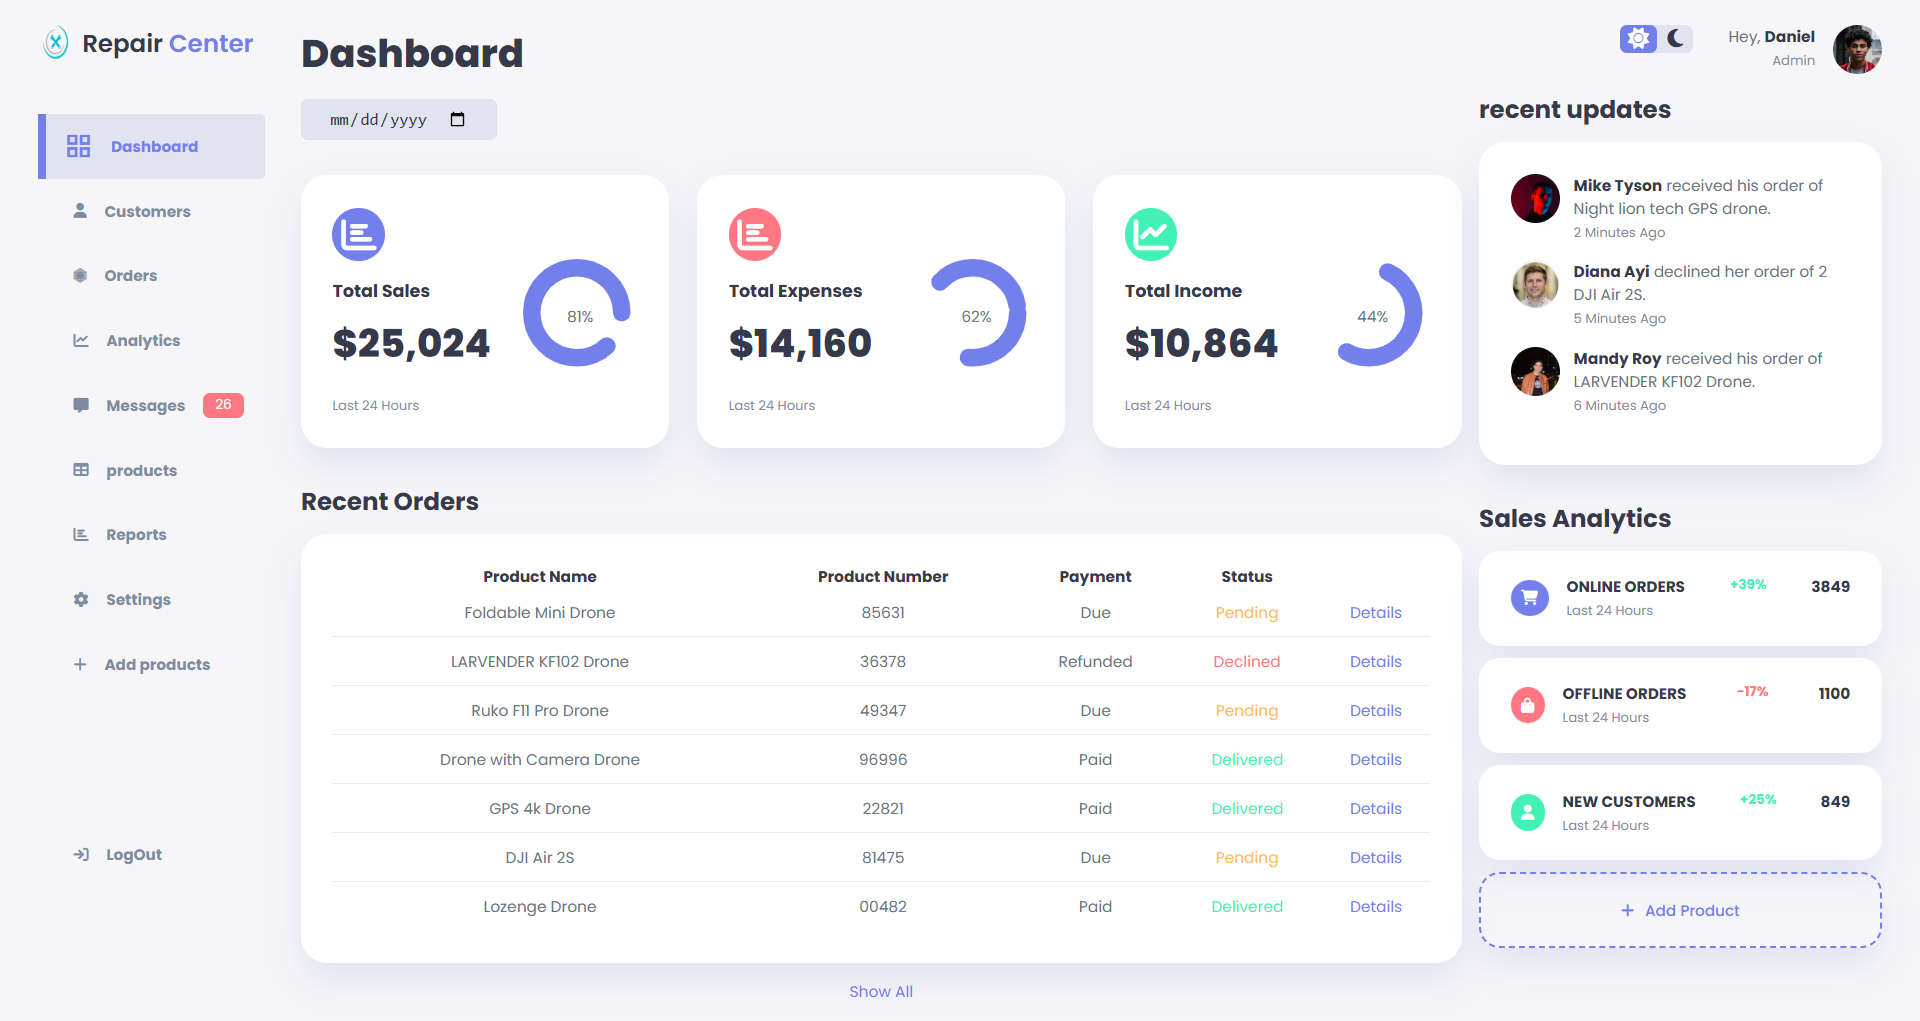 Repair Center
Dashboard
Customers
Orders
Analytics
Messages 26
products
Reports
Settings
Add products
LogOut
Dashboard
mm/dd/yyyy
Total Sales
$25,024
81%
Last 24 Hours
Total Expenses
$14,160
62%
Last 24 Hours
Total Income
$10,864
44%
Last 24 Hours
Recent Orders
Product Name Product Number Payment Status
Foldable Mini Drone 85631 Due Pending Details
LARVENDER KF102 Drone 36378 Refunded Declined Details
Ruko F11 Pro Drone 49347 Due Pending Details
Drone with Camera Drone 96996 Paid Delivered Details
GPS 4k Drone 22821 Paid Delivered Details
DJI Air 2S 81475 Due Pending Details
Lozenge Drone 00482 Paid Delivered Details
Show All
Hey, Daniel
Admin
recent updates
Mike Tyson received his order of
Night lion tech GPS drone.
2 Minutes Ago
Diana Ayi declined her order of 2
DJI Air 2S.
5 Minutes Ago
Mandy Roy received his order of
LARVENDER KF102 Drone.
6 Minutes Ago
Sales Analytics
ONLINE ORDERS +39% 3849
Last 24 Hours
OFFLINE ORDERS -17% 1100
Last 24 Hours
NEW CUSTOMERS +25% 849
Last 24 Hours
Add Product